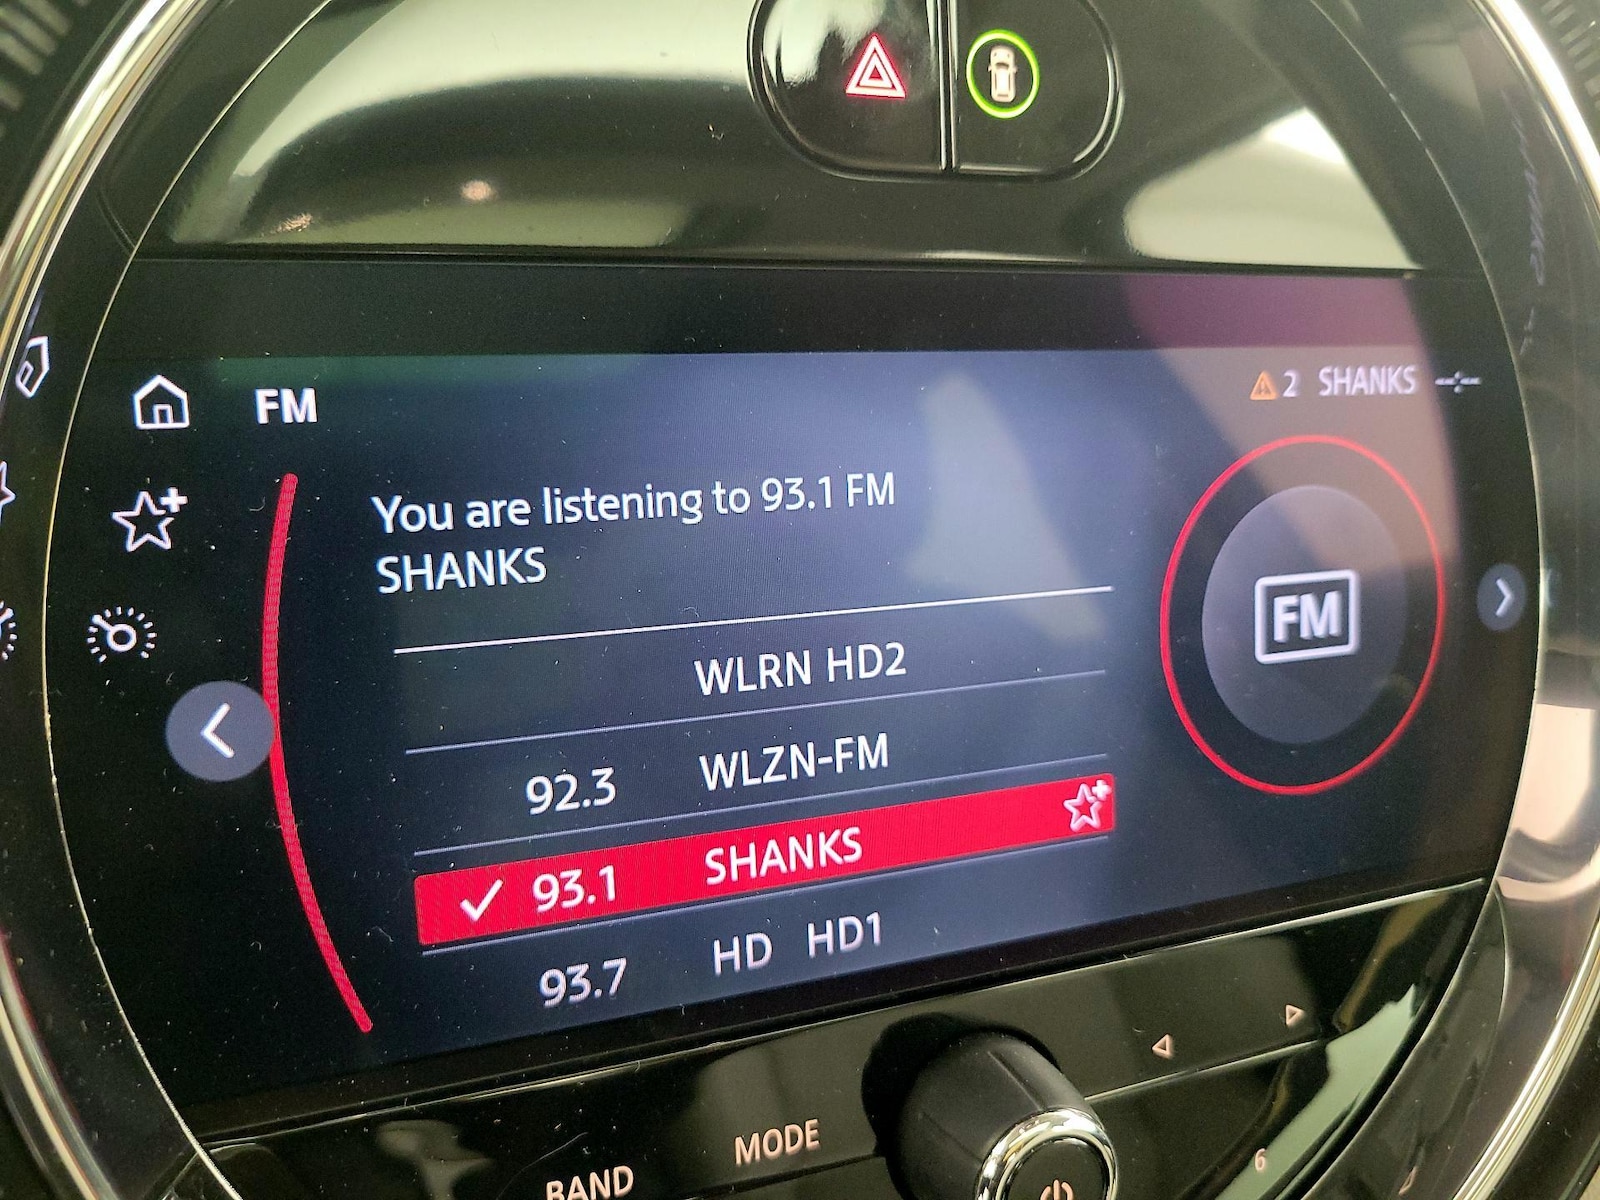 FM
2 SHANKS
You are listening to 93.1 FM
SHANKS
FM
WLRN HD2
92.3 WLZN-FM
93.1 SHANKS
93.7 HD HD1
BAND
MODE
6